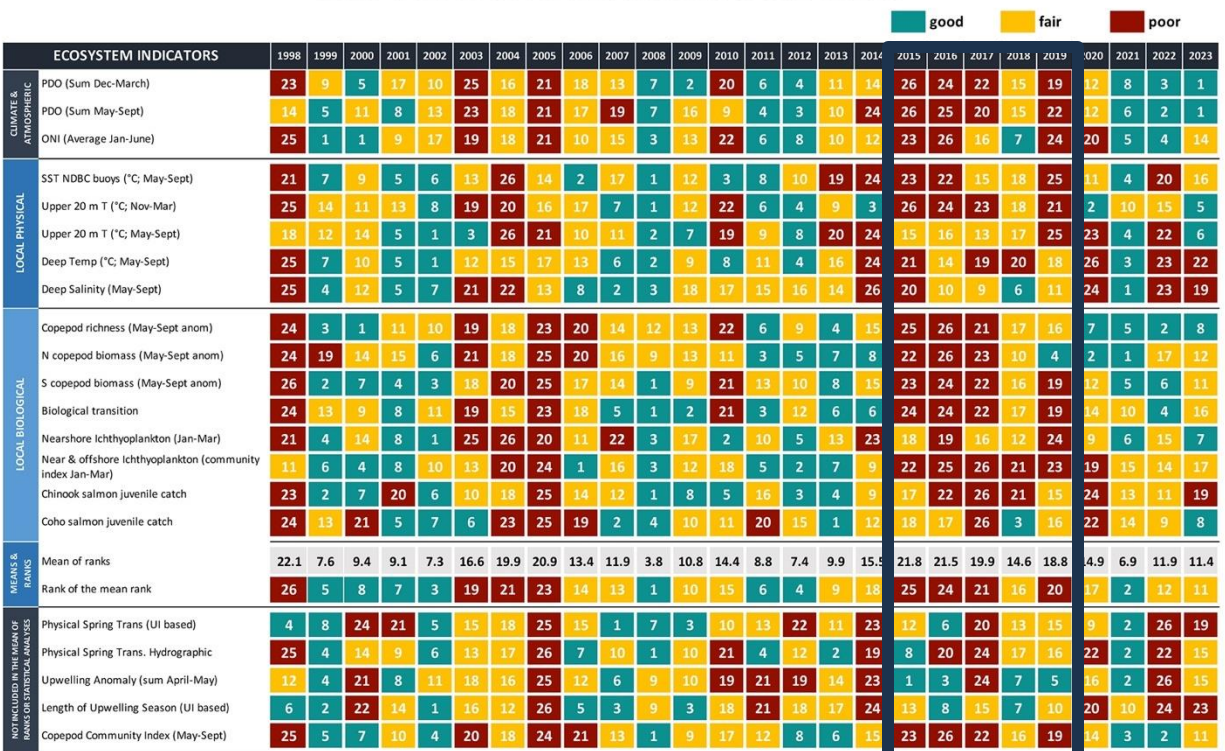 good fair poor
ECOSYSTEM INDICATORS 1998 1999 2000 2001 2002 2003 2004 2005 2006 2007 2008 2009 2010 2011 2012 2013 2014 2015 2016 2017 2018 2019 2020 2021 2022 2023
CLIMATE & ATMOSPHERIC
PDO (Sum Dec-March) 23 9 5 17 10 25 16 21 18 13 7 2 20 6 4 11 14 26 24 22 15 19 12 8 3 1
PDO (Sum May-Sept) 14 5 11 8 13 23 18 21 17 19 7 16 9 4 3 10 24 26 25 20 15 22 12 6 2 1
ONI (Average Jan-June) 25 1 1 9 17 19 18 21 10 15 3 13 22 6 8 10 12 23 26 16 7 24 20 5 4 14
LOCAL PHYSICAL
SST NDBC buoys (°C; May-Sept) 21 7 9 5 6 13 26 14 2 17 1 12 3 8 10 19 24 23 22 15 18 25 11 4 20 16
Upper 20 m T (°C; Nov-Mar) 25 14 11 13 8 19 20 16 17 7 1 12 22 6 4 9 3 26 24 23 18 21 2 10 15 5
Upper 20 m T (°C; May-Sept) 18 12 14 5 1 3 26 21 10 11 2 7 19 9 8 20 24 15 16 13 17 25 23 4 22 6
Deep Temp (°C; May-Sept) 25 7 10 5 1 12 15 17 13 6 2 9 8 11 4 16 24 21 14 19 20 18 26 3 23 22
Deep Salinity (May-Sept) 25 4 12 5 7 21 22 13 8 2 3 18 17 15 16 14 26 20 10 9 6 11 24 1 23 19
LOCAL BIOLOGICAL
Copepod richness (May-Sept anom) 24 3 1 11 10 19 18 23 20 14 12 13 22 6 9 4 15 25 26 21 17 16 7 5 2 8
N copepod biomass (May-Sept anom) 24 19 14 15 6 21 18 25 20 16 9 13 11 3 5 7 8 22 26 23 10 4 2 1 17 12
S copepod biomass (May-Sept anom) 26 2 7 4 3 18 20 25 17 14 1 9 21 13 10 8 15 23 24 22 16 19 12 5 6 11
Biological transition 24 13 9 8 11 19 15 23 18 5 1 2 21 3 12 6 6 24 24 22 17 19 14 10 4 16
Nearshore Ichthyoplankton (Jan-Mar) 21 4 14 8 1 25 26 20 11 22 3 17 2 10 5 13 23 18 19 16 12 24 9 6 15 7
Near & offshore Ichthyoplankton (community
index Jan-Mar) 11 6 4 8 10 13 20 24 1 16 3 12 18 5 2 7 9 22 25 26 21 23 19 15 14 17
Chinook salmon juvenile catch 23 2 7 20 6 10 18 25 14 12 1 8 5 16 3 4 9 17 22 26 21 15 24 13 11 19
Coho salmon juvenile catch 24 13 21 5 7 6 23 25 19 2 4 10 11 20 15 1 12 18 17 26 3 16 22 14 9 8
MEANS & RANKS
Mean of ranks 22.1 7.6 9.4 9.1 7.3 16.6 19.9 20.9 13.4 11.9 3.8 10.8 14.4 8.8 7.4 9.9 15.5 21.8 21.5 19.9 14.6 18.8 14.9 6.9 11.9 11.4
Rank of the mean rank 26 5 8 7 3 19 21 23 14 13 1 10 15 6 4 9 18 25 24 21 16 20 17 2 12 11
NOT INCLUDED IN THE MEAN OF RANKS OR STATISTICAL ANALYSES
Physical Spring Trans (UI based) 4 8 24 21 5 15 18 25 15 1 7 3 10 13 22 11 23 12 6 20 13 15 9 2 26 19
Physical Spring Trans. Hydrographic 25 4 14 9 6 13 17 26 7 10 1 10 21 4 12 2 19 8 20 24 17 16 22 2 22 15
Upwelling Anomaly (sum April-May) 12 4 21 8 11 18 16 25 12 6 9 10 19 21 19 14 23 1 3 24 7 5 16 2 26 15
Length of Upwelling Season (UI based) 6 2 22 14 1 16 12 26 5 3 9 3 18 21 18 17 24 13 8 15 7 10 20 10 24 23
Copepod Community Index (May-Sept) 25 5 7 10 4 20 18 24 21 13 1 9 17 12 8 6 15 23 26 22 16 19 14 3 2 11